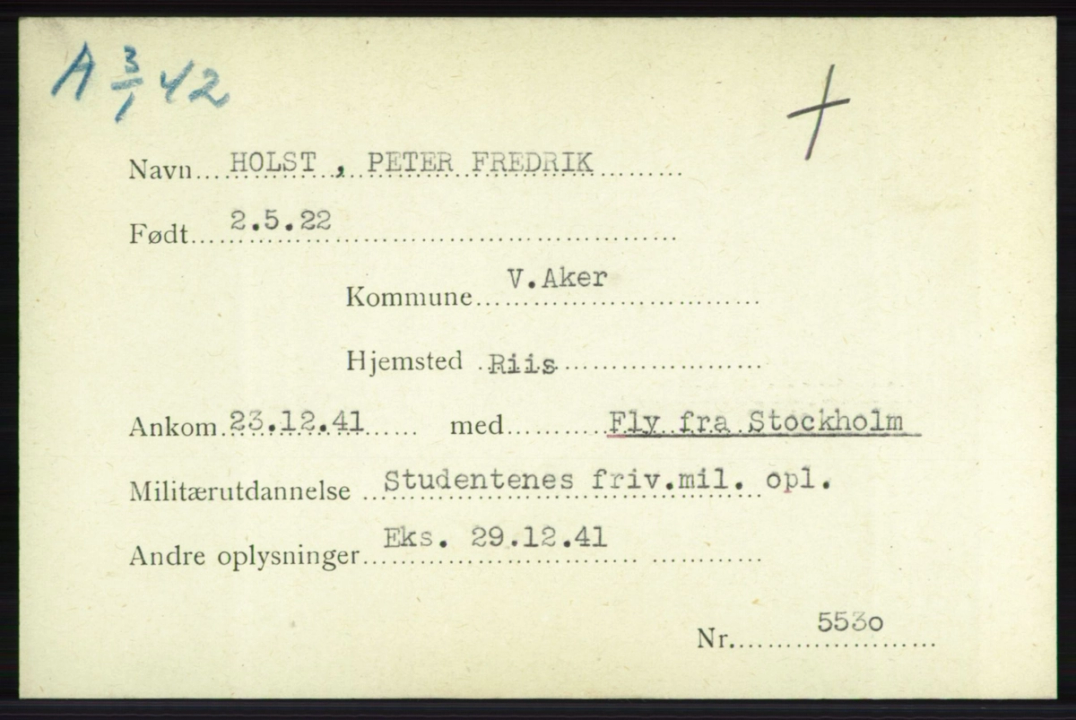 A 3/1 42
+
Navn... HOLST , PETER FREDRIK
Født... 2.5.22
Kommune... V.Aker
Hjemsted Riis
Ankom 23.12.41 med... Fly fra Stockholm
Militærutdannelse Studentenes friv.mil. opl.
Andre oplysninger... Eks. 29.12.41
Nr... 5530